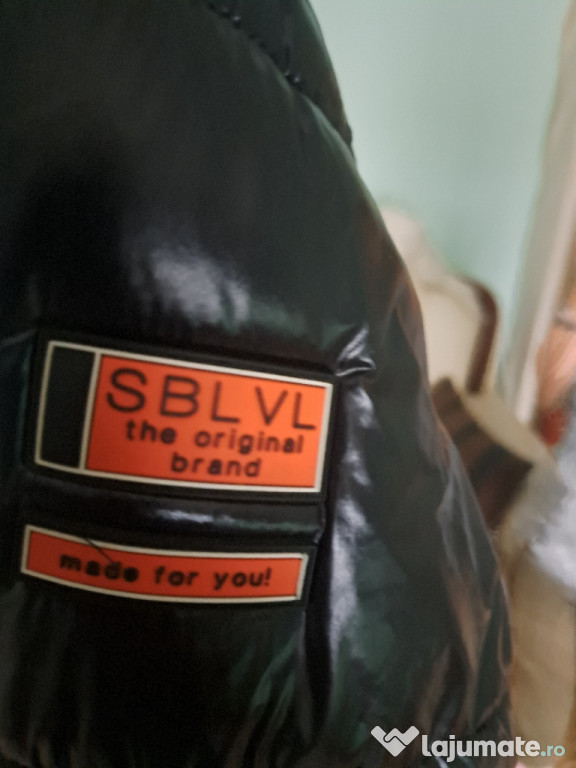 SBLVL
the original
brand
made for you!
lajumate.ro